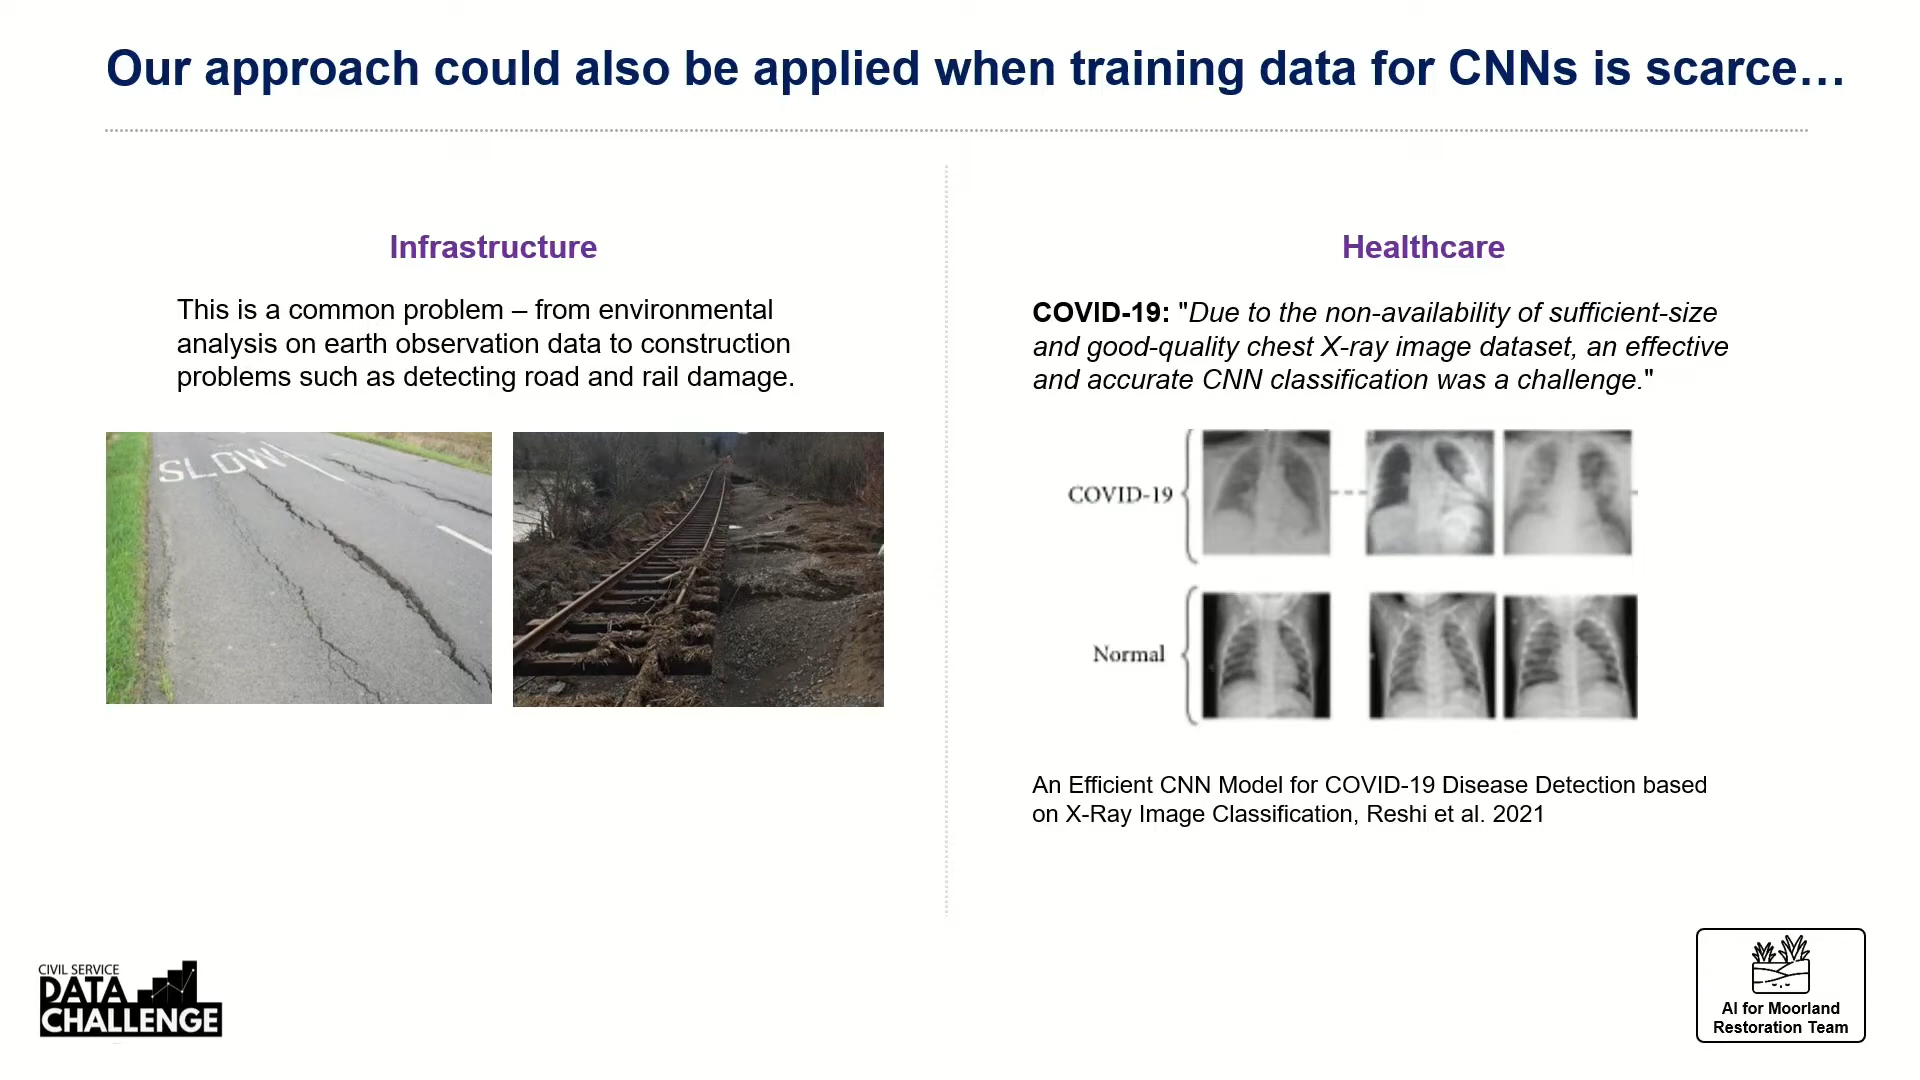 Our approach could also be applied when training data for CNNs is scarce…
Infrastructure
This is a common problem – from environmental
analysis on earth observation data to construction
problems such as detecting road and rail damage.
SLOW
Healthcare
COVID-19: "Due to the non-availability of sufficient-size
and good-quality chest X-ray image dataset, an effective
and accurate CNN classification was a challenge."
COVID-19
Normal
An Efficient CNN Model for COVID-19 Disease Detection based
on X-Ray Image Classification, Reshi et al. 2021
CIVIL SERVICE
DATA
CHALLENGE
AI for Moorland
Restoration Team